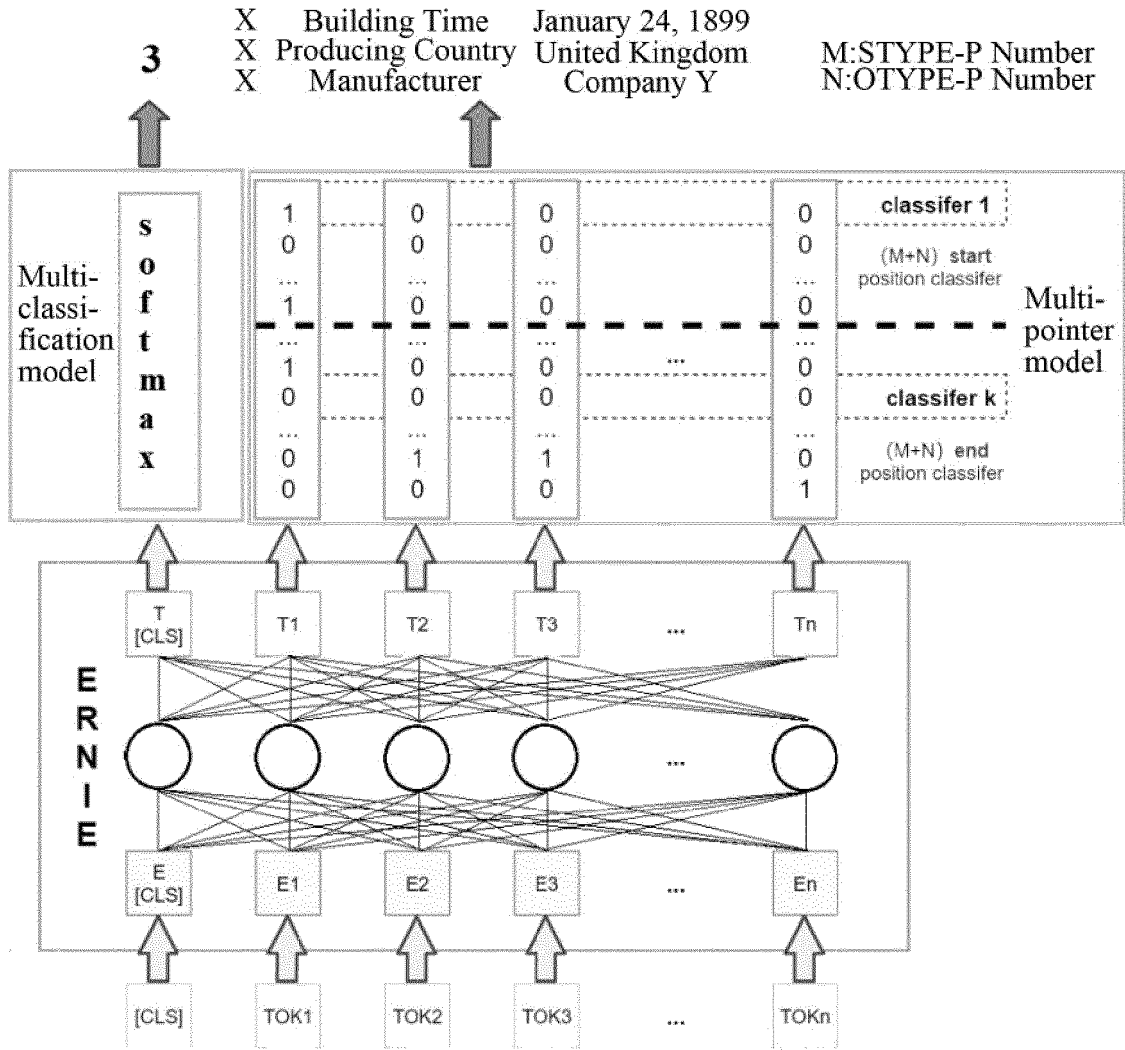 X Building Time January 24, 1899
3 X Producing Country United Kingdom M:STYPE-P Number
X Manufacturer Company Y N:OTYPE-P Number
Multi-
classi-
fication
model
s
o
f
t
m
a
x
1 0 0 0 classifer 1
0 0 0 0 (M+N) start
... ... ... ... position classifer
1 0 0 0
... ... ... ...
1 0 0 ... 0
0 0 0 0 classifer k
... ... ... ...
0 1 1 0 (M+N) end
0 0 0 1 position classifer
Multi-
pointer
model
T
[CLS]
T1 T2 T3 ... Tn
E
R
N
I
E
...
E
[CLS]
E1 E2 E3 ... En
[CLS] TOK1 TOK2 TOK3 ... TOKn